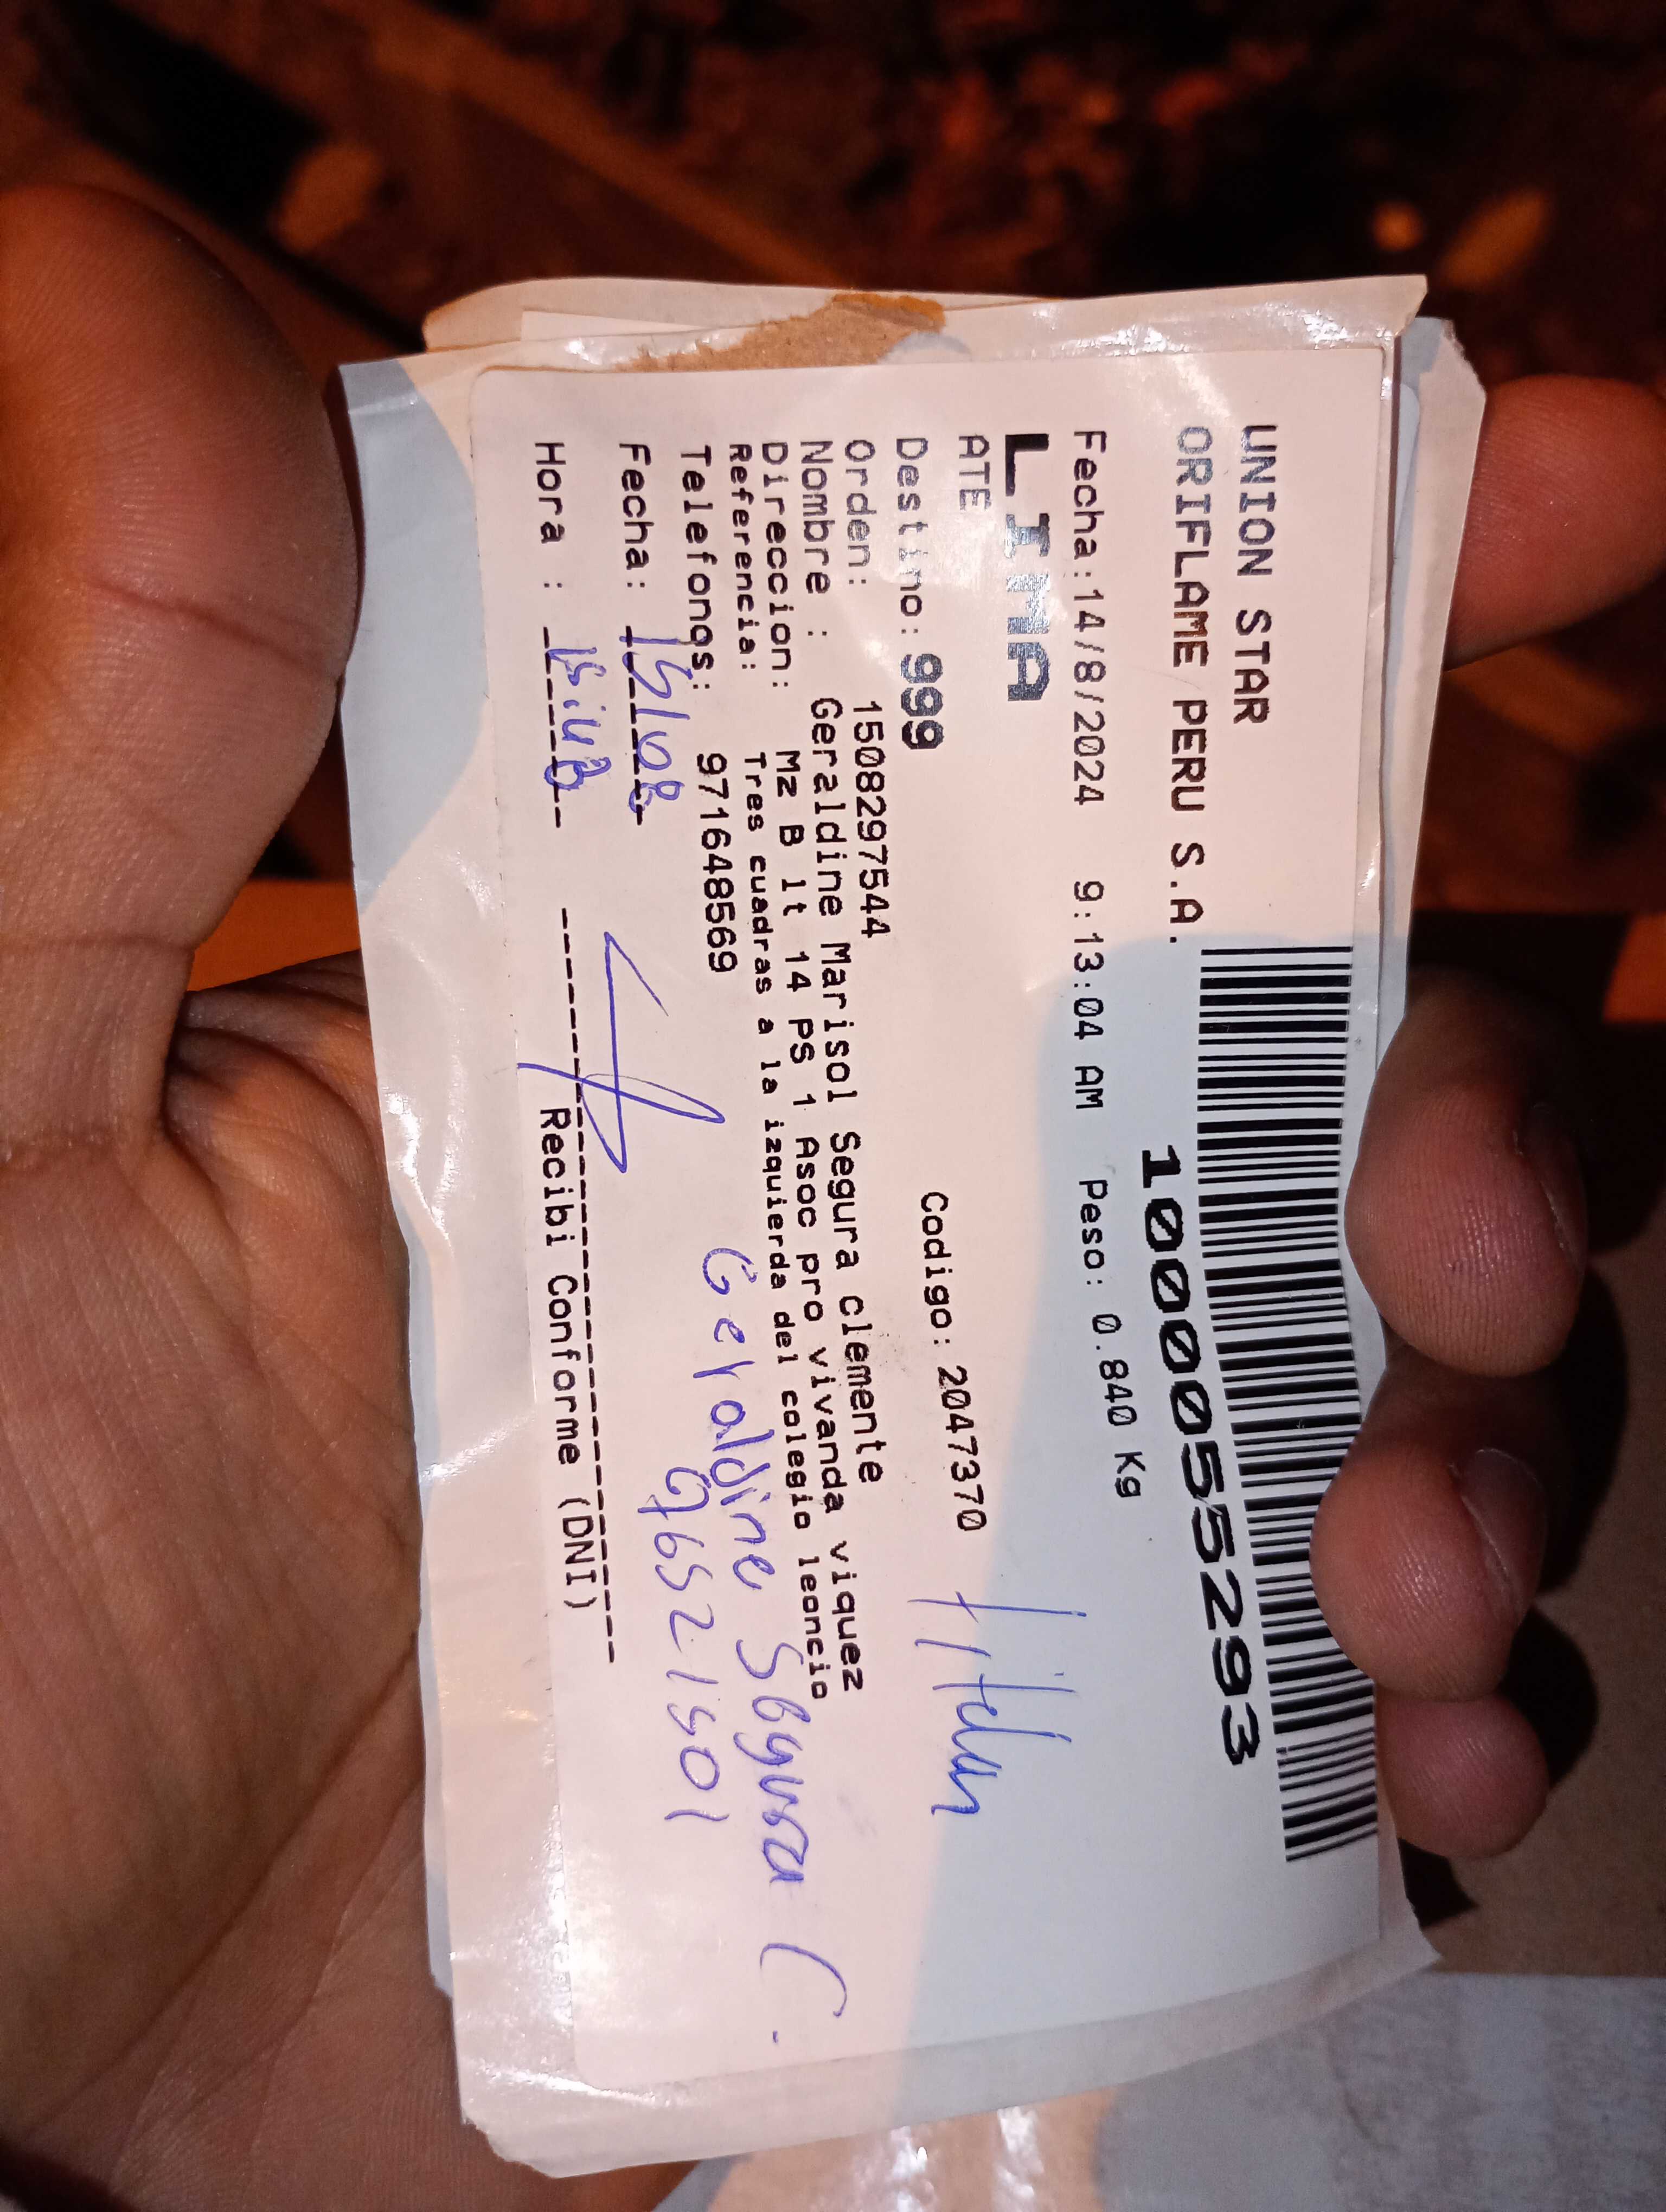 UNION STAR
ORIFLAME PERU S.A.
1000055293
Fecha:14/8/2024 9:13:04 AM Peso: 0.840 Kg
LIMA
ATE
Destino: 999 Codigo: 2047370
Orden: 1508297544
Nombre : Geraldine Marisol Segura clemente
Direccion: Mz B lt 14 PS 1 Asoc pro vivanda viquez
Referencia: Tres cuadras a la izquierda del colegio leoncio
Telefonos: 971648569
Geraldine Segura C.
Fecha: 15/08
Hora :
Recibi Conforme (DNI)